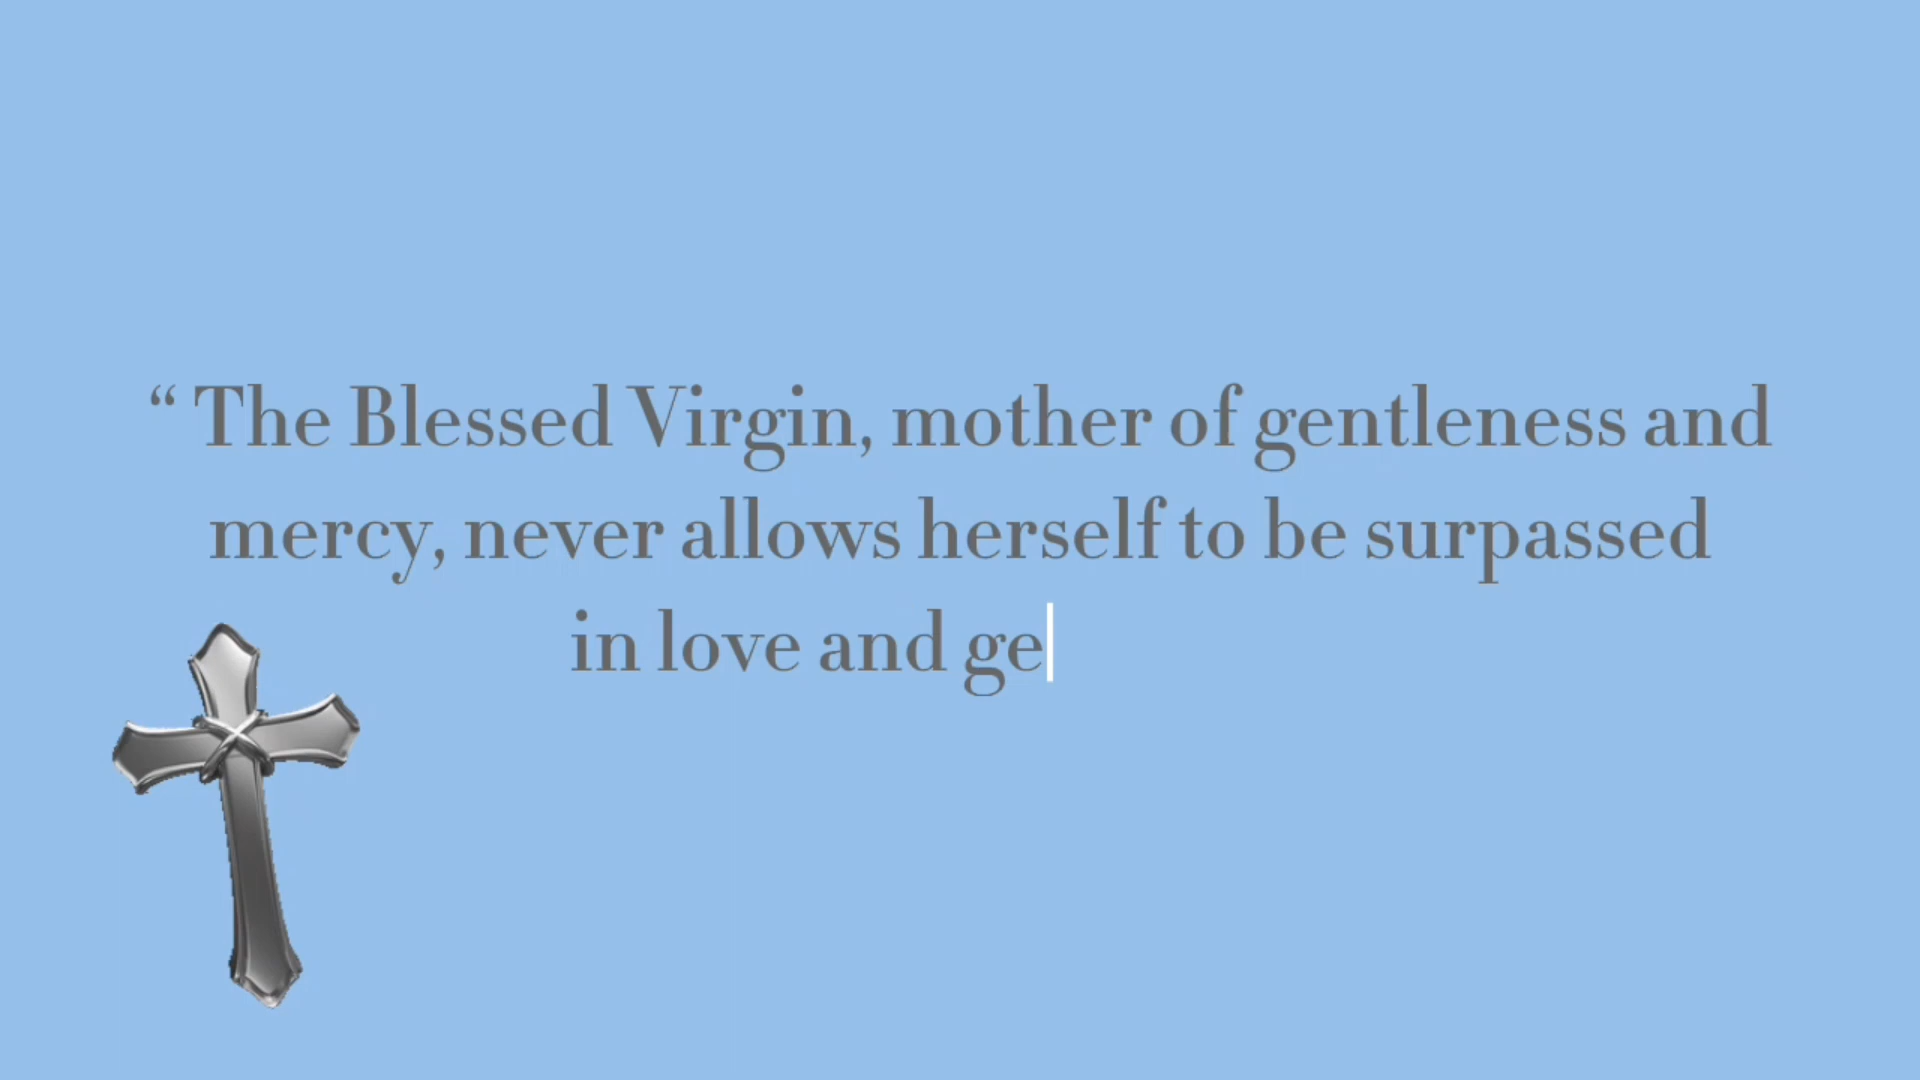 “ The Blessed Virgin, mother of gentleness and
mercy, never allows herself to be surpassed
in love and ge